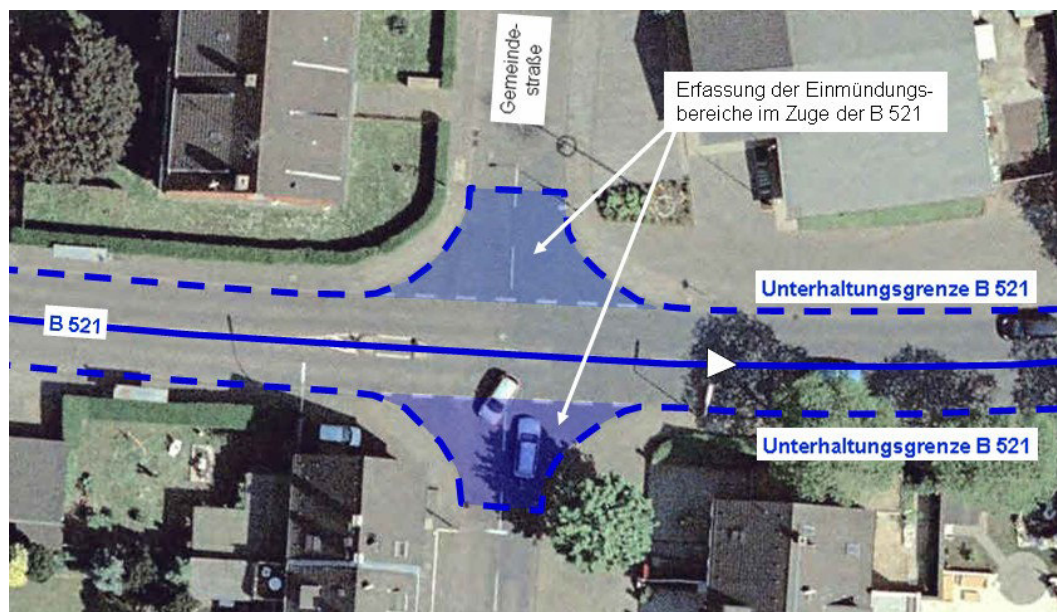 Gemeinde-
straße
Erfassung der Einmündungs-
bereiche im Zuge der B 521
Unterhaltungsgrenze B 521
B 521
Unterhaltungsgrenze B 521